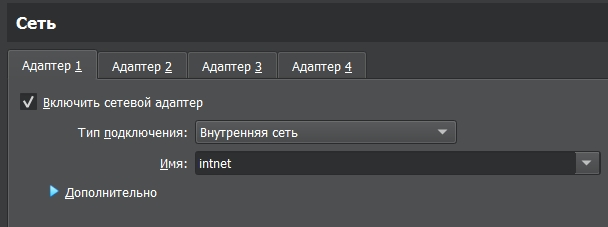 Сеть
Адаптер 1 Адаптер 2 Адаптер 3 Адаптер 4
Включить сетевой адаптер
Тип подключения: Внутренняя сеть
Имя: intnet
Дополнительно